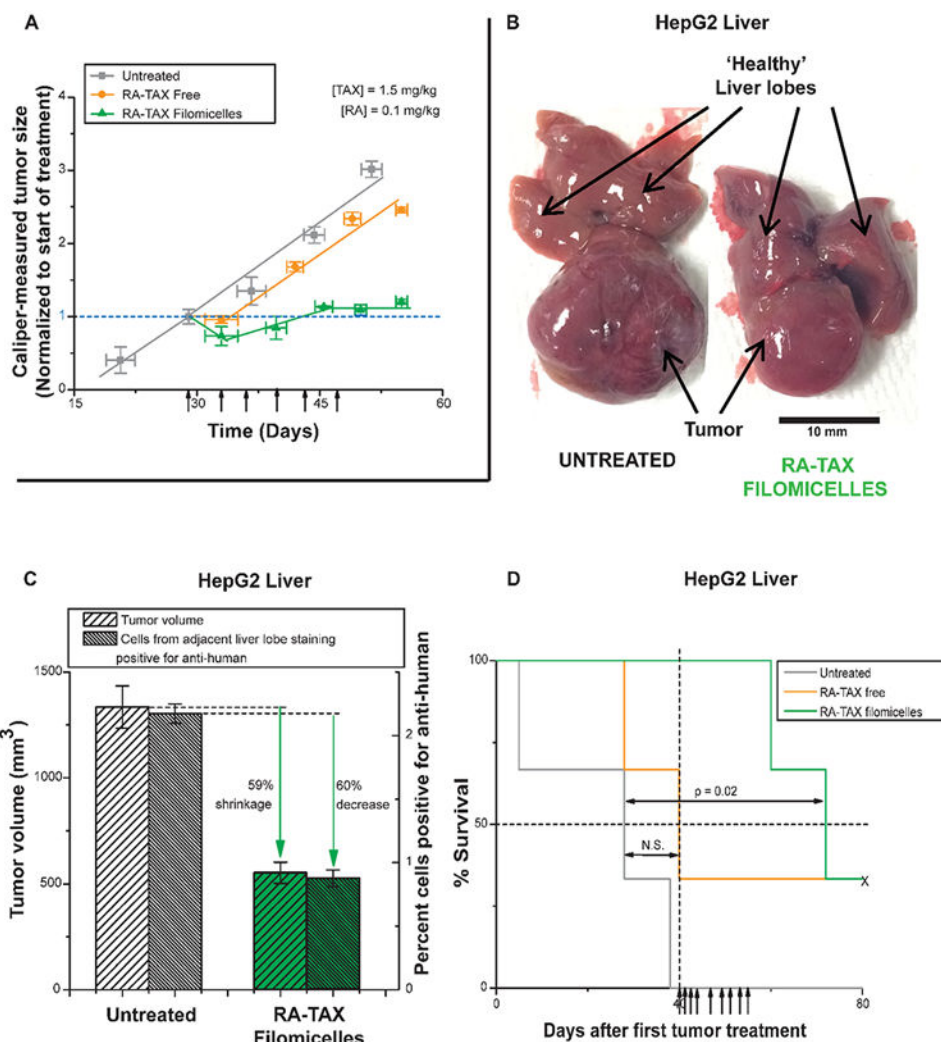 A
Untreated
RA-TAX Free
RA-TAX Filomicelles
[TAX] = 1.5 mg/kg
[RA] = 0.1 mg/kg
Caliper-measured tumor size
(Normalized to start of treatment)
4
3
2
1
0
15
30
45
60
Time (Days)
B
HepG2 Liver
'Healthy'
Liver lobes
Tumor
10 mm
UNTREATED
RA-TAX
FILOMICELLES
C
HepG2 Liver
Tumor volume
Cells from adjacent liver lobe staining
positive for anti-human
Tumor volume (mm3)
1500
1000
500
0
59%
shrinkage
60%
decrease
2
1
0
Percent cells positive for anti-human
Untreated
RA-TAX
Filomicelles
D
HepG2 Liver
Untreated
RA-TAX free
RA-TAX filomicelles
% Survival
100
50
0
p = 0.02
N.S.
X
0
40
80
Days after first tumor treatment